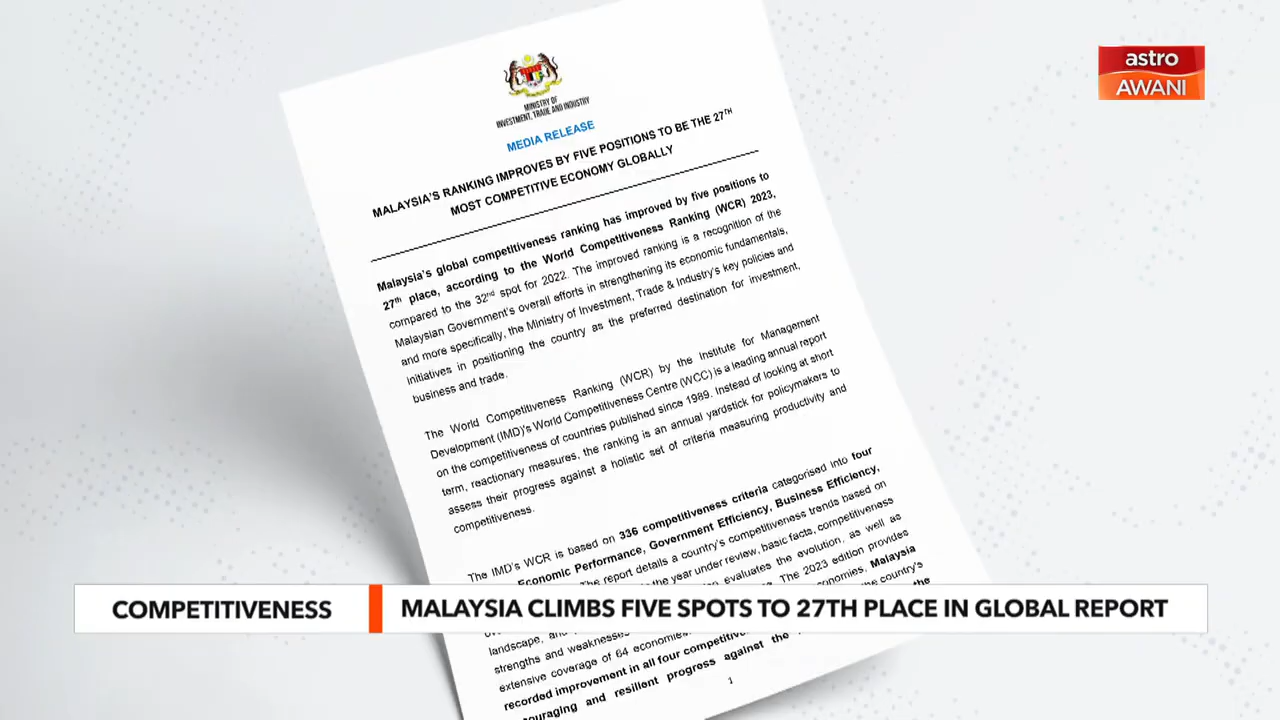 astro
AWANI
MINISTRY OF
INVESTMENT, TRADE AND INDUSTRY
MEDIA RELEASE
MALAYSIA'S RANKING IMPROVES BY FIVE POSITIONS TO BE THE 27TH
MOST COMPETITIVE ECONOMY GLOBALLY
Malaysia's global competitiveness ranking has improved by five positions to
27th place, according to the World Competitiveness Ranking (WCR) 2023,
compared to the 32nd spot for 2022. The improved ranking is a recognition of the
Malaysian Government's overall efforts in strengthening its economic fundamentals,
and more specifically, the Ministry of Investment, Trade & Industry's key policies and
initiatives in positioning the country as the preferred destination for investment,
business and trade.
The World Competitiveness Ranking (WCR) by the Institute for Management
Development (IMD)'s World Competitiveness Centre (WCC) is a leading annual report
on the competitiveness of countries published since 1989. Instead of looking at short
term, reactionary measures, the ranking is an annual yardstick for policymakers to
assess their progress against a holistic set of criteria measuring productivity and
competitiveness.
The IMD's WCR is based on 336 competitiveness criteria categorised into four
Economic Performance, Government Efficiency, Business Efficiency,
The report details a country's competitiveness trends based on
the year under review, basic facts, competitiveness
evaluates the evolution, as well as
The 2023 edition provides
Malaysia
the country's
the
landscape, and
strengths and weaknesses
extensive coverage of 64 economies.
recorded improvement in all four
and resilient progress against the
1
COMPETITIVENESS
MALAYSIA CLIMBS FIVE SPOTS TO 27TH PLACE IN GLOBAL REPORT